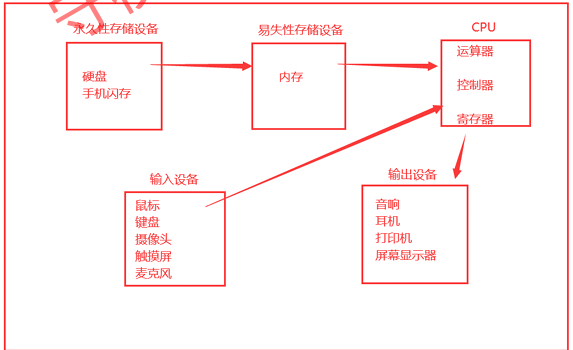 永久性存储设备
易失性存储设备
CPU
硬盘
手机闪存
内存
运算器
控制器
寄存器
输入设备
鼠标
键盘
摄像头
触摸屏
麦克风
输出设备
音响
耳机
打印机
屏幕显示器